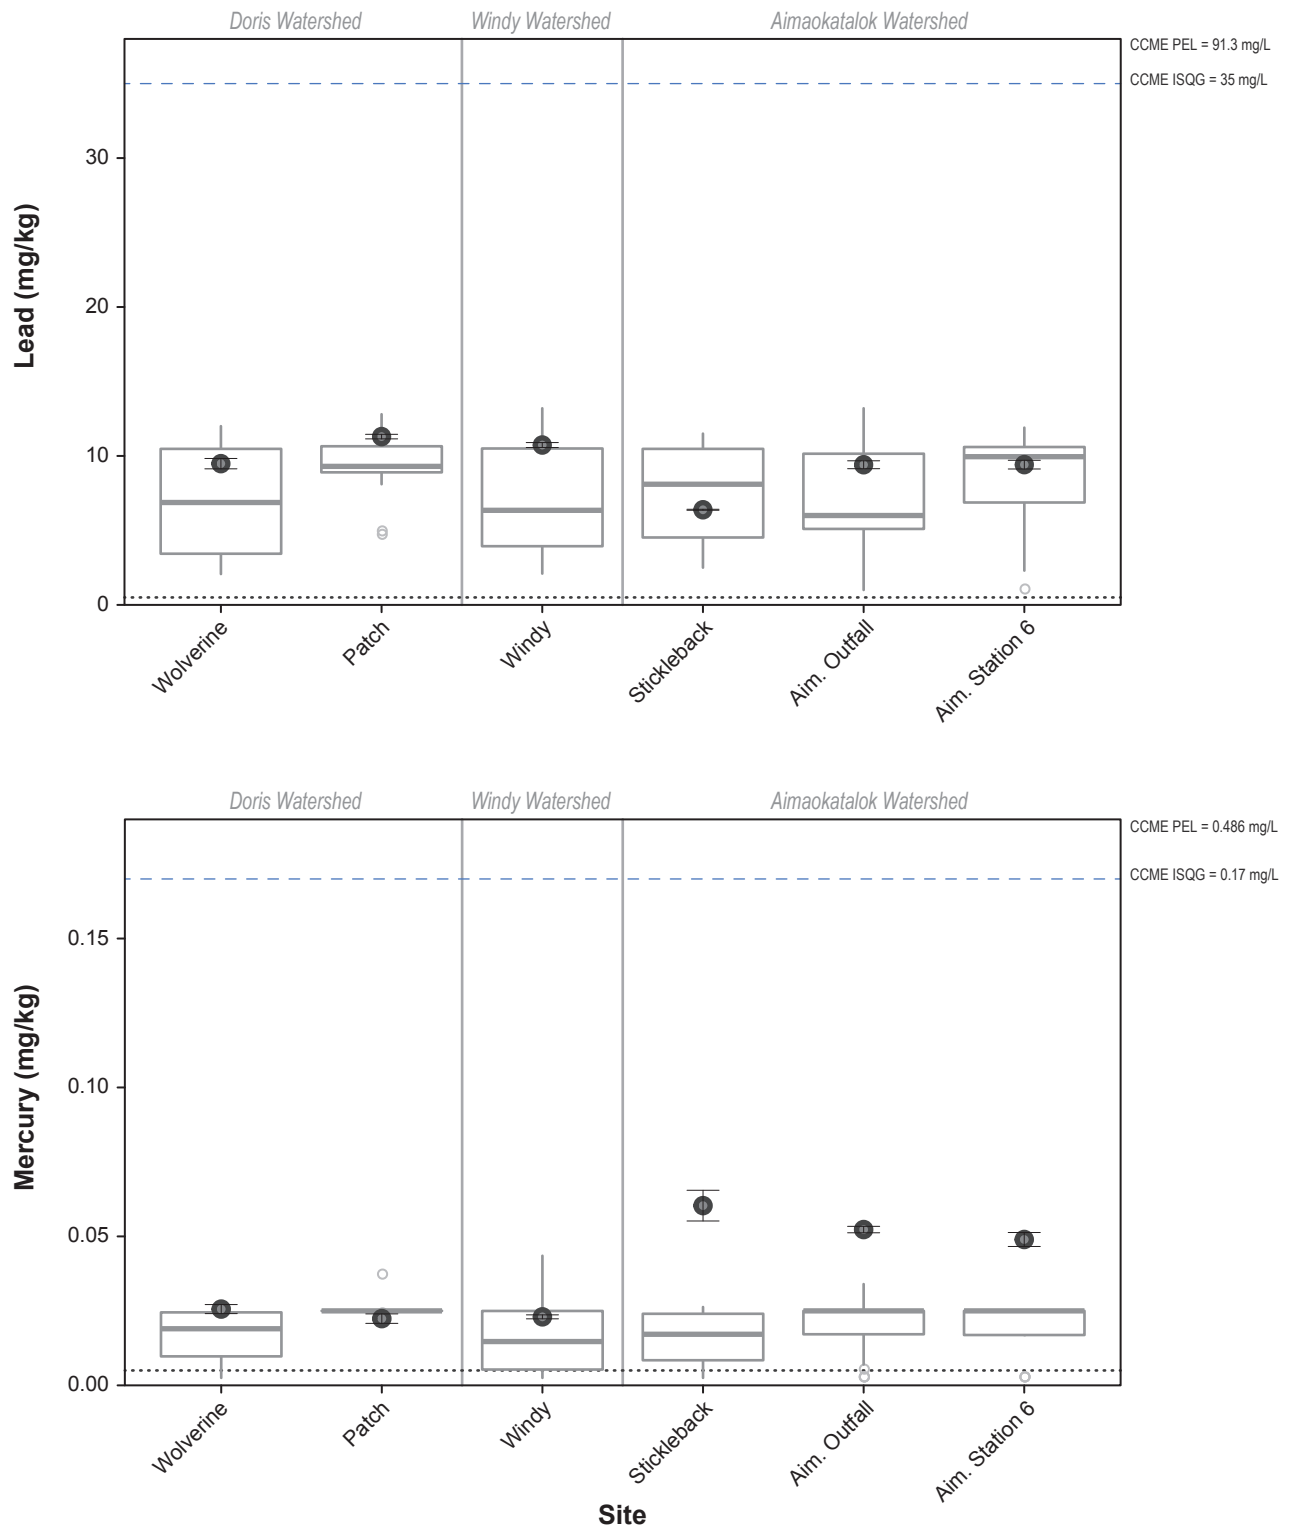 Doris Watershed Windy Watershed Aimaokatalok Watershed
CCME PEL = 91.3 mg/L
CCME ISQG = 35 mg/L
Lead (mg/kg)
30
20
10
0
Wolverine Patch Windy Stickleback Aim. Outfall Aim. Station 6
Doris Watershed Windy Watershed Aimaokatalok Watershed
CCME PEL = 0.486 mg/L
CCME ISQG = 0.17 mg/L
Mercury (mg/kg)
0.15
0.10
0.05
0.00
Wolverine Patch Windy Stickleback Aim. Outfall Aim. Station 6
Site